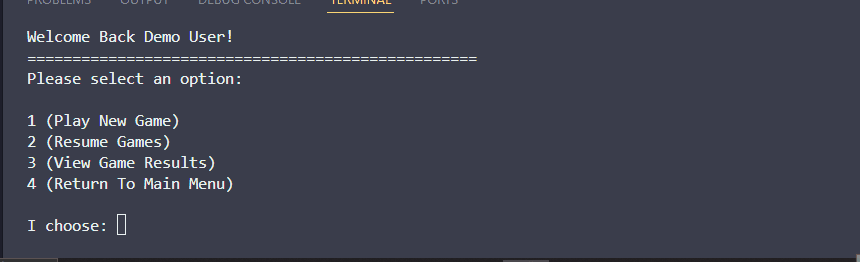 PROBLEMS OUTPUT DEBUG CONSOLE TERMINAL PORTS
Welcome Back Demo User!
==================================================
Please select an option:
1 (Play New Game)
2 (Resume Games)
3 (View Game Results)
4 (Return To Main Menu)
I choose: